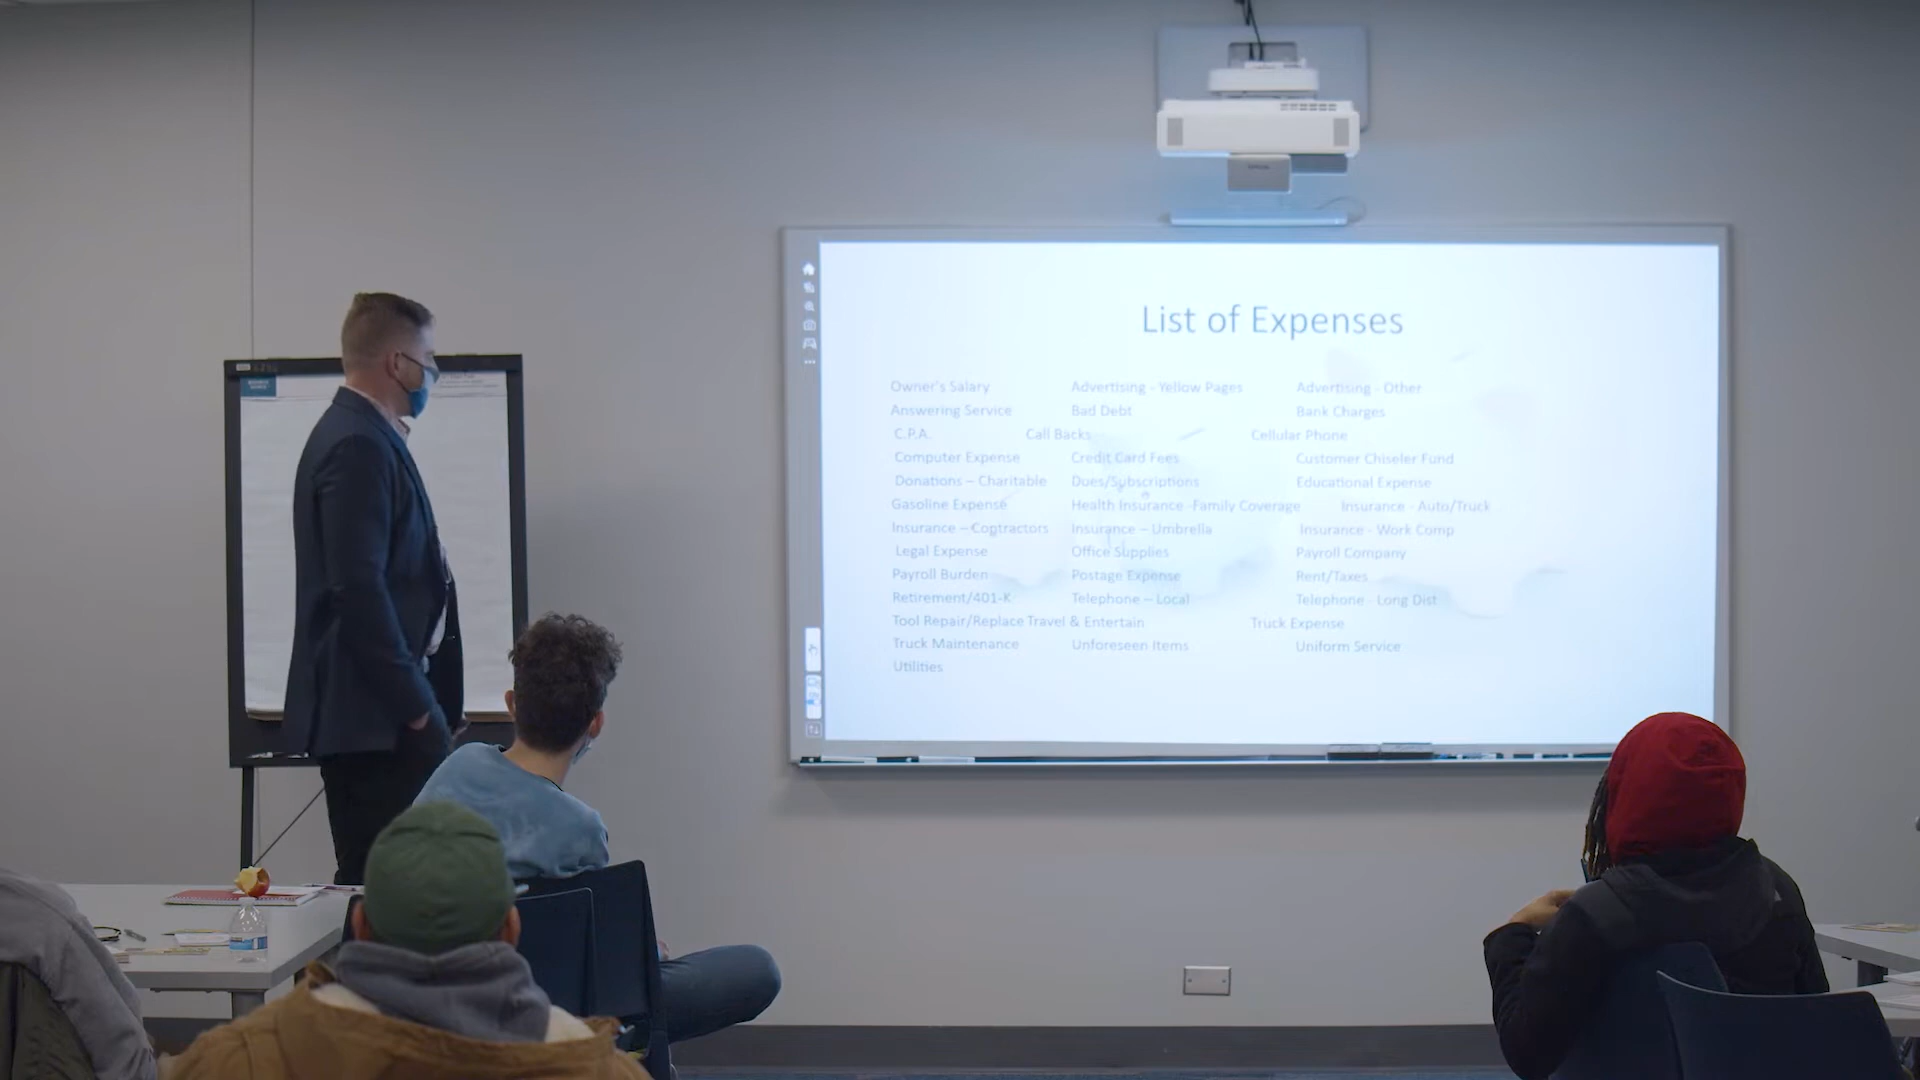 List of Expenses
Owner's Salary Advertising - Yellow Pages Advertising - Other
Answering Service Bad Debt Bank Charges
C.P.A. Call Backs Cellular Phone
Computer Expense Credit Card Fees Customer Chiseler Fund
Donations – Charitable Dues/Subscriptions Educational Expense
Gasoline Expense Health Insurance -Family Coverage Insurance - Auto/Truck
Insurance – Contractors Insurance – Umbrella Insurance - Work Comp
Legal Expense Office Supplies Payroll Company
Payroll Burden Postage Expense Rent/Taxes
Retirement/401-K Telephone – Local Telephone - Long Dist
Tool Repair/Replace Travel & Entertain Truck Expense
Truck Maintenance Unforeseen Items Uniform Service
Utilities